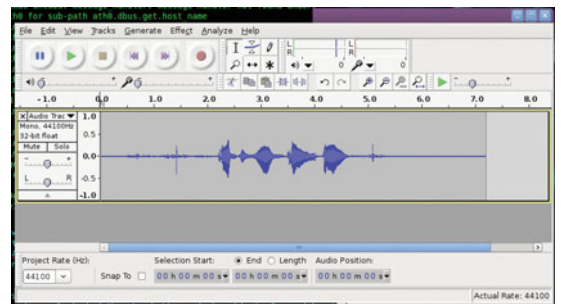 th0 for sub-path ath0.dbus.get.host_name
File Edit View Tracks Generate Effect Analyze Help
L
R
L
R
0
0
-1.0 0.0 1.0 2.0 3.0 4.0 5.0 6.0 7.0 8.0
X Audio Trac ▼ 1.0
Mono, 44100Hz
32-bit float 0.5
Mute Solo
0.0
- +
L R -0.5
-1.0
Project Rate (Hz): Selection Start: End Length Audio Position:
44100 Snap To 00 h 00 m 00 s 00 h 00 m 00 s 00 h 00 m 00 s
Actual Rate: 44100